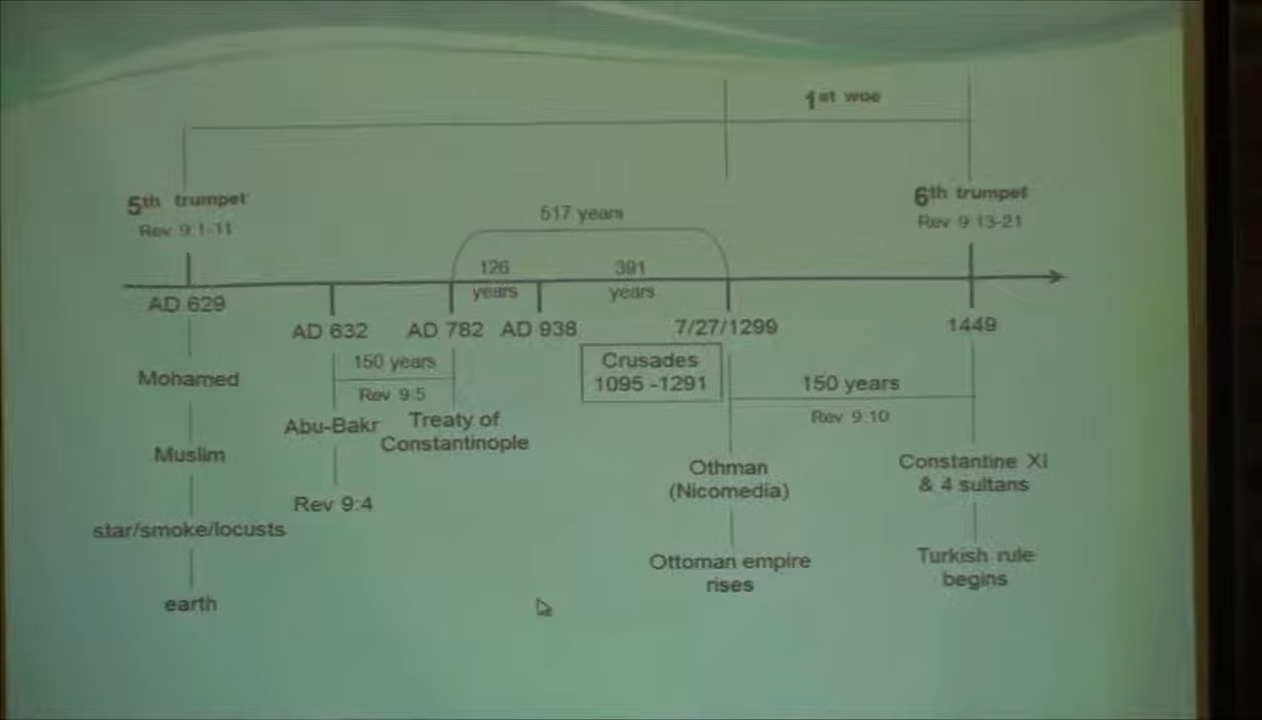 1st woe
5th trumpet
Rev 9:1-11
6th trumpet
Rev 9:13-21
517 years
126
years
391
years
AD 629
AD 632
AD 782
AD 938
7/27/1299
1449
150 years
Rev 9:5
Crusades
1095 -1291
150 years
Rev 9:10
Mohamed
Abu-Bakr
Treaty of
Constantinople
Muslim
Rev 9:4
Othman
(Nicomedia)
Constantine XI
& 4 sultans
star/smoke/locusts
Ottoman empire
rises
Turkish rule
begins
earth